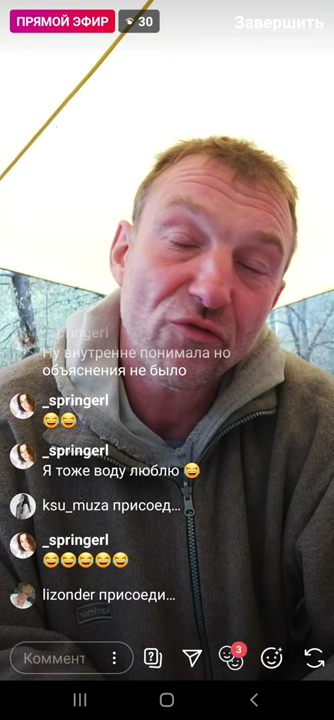 ПРЯМОЙ ЭФИР
30
Завершить
springerl
Ну внутренне понимала но
объяснения не было
_springerl
😂😂
_springerl
Я тоже воду люблю 😂
ksu_muza присоед...
_springerl
😂😂😂😂😂
lizonder присоеди...
Коммент
3